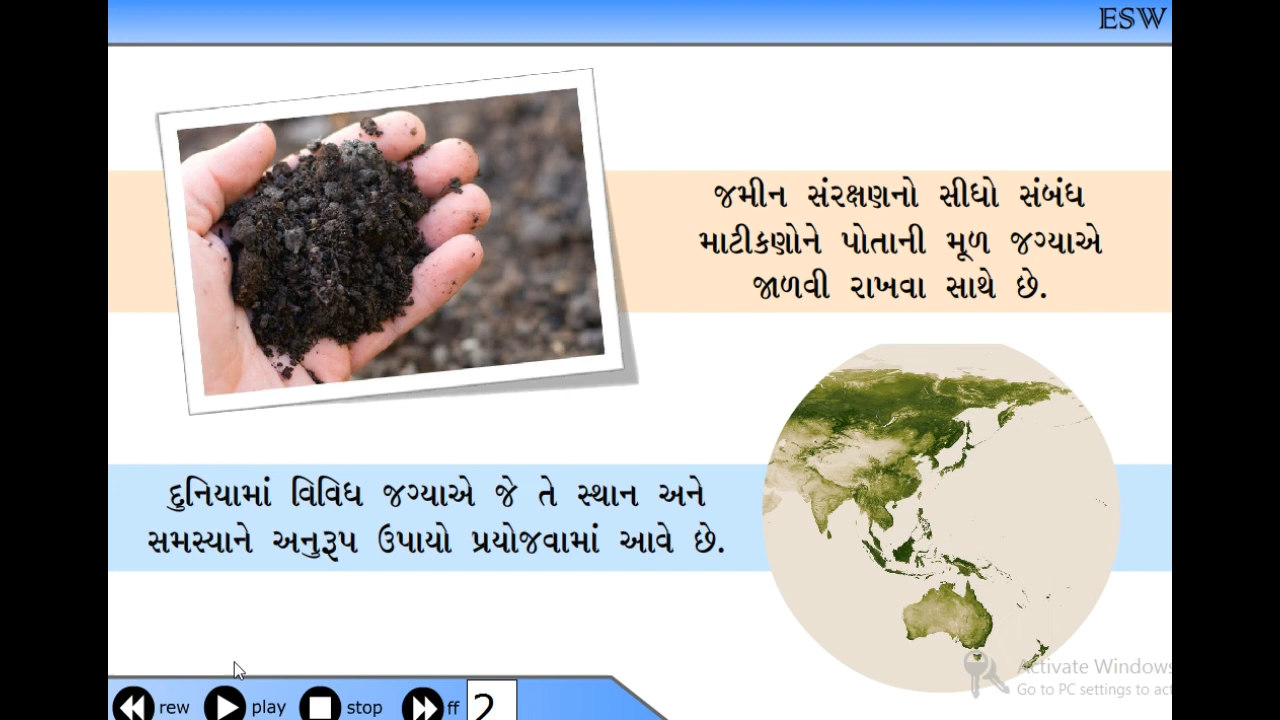 ESW
જમીન સંરક્ષણનો સીધો સંબંધ
માટીકણોને પોતાની મૂળ જગ્યાએ
જાળવી રાખવા સાથે છે.
દુનિયામાં વિવિધ જગ્યાએ જે તે સ્થાન અને
સમસ્યાને અનુરૂપ ઉપાયો પ્રયોજવામાં આવે છે.
Activate Windows
Go to PC settings to act
rew play stop ff 2